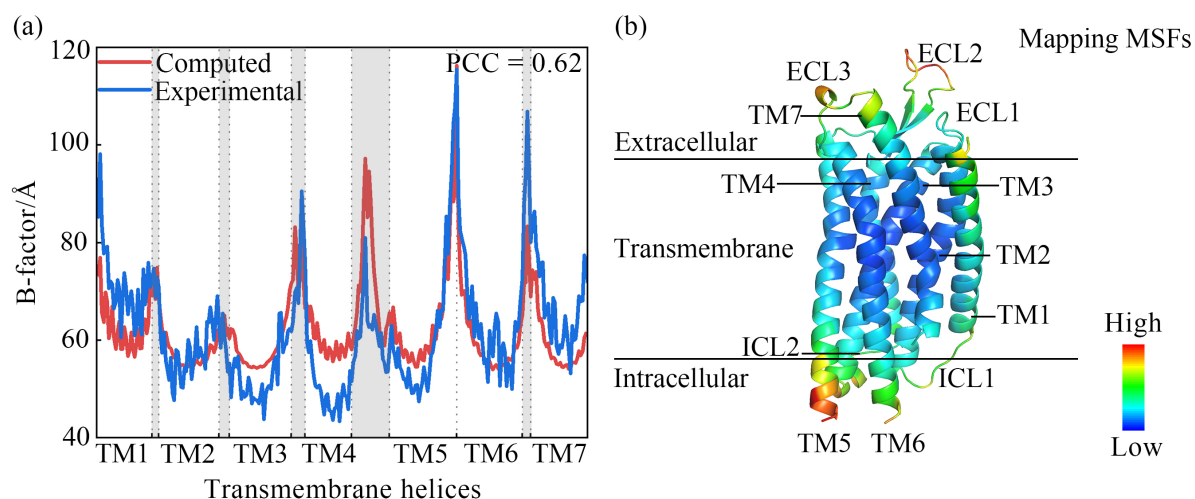 (a)
120
100
80
60
40
B-factor/Å
Computed
Experimental
PCC = 0.62
TM1 TM2 TM3 TM4 TM5 TM6 TM7
Transmembrane helices
(b)
Mapping MSFs
ECL2
ECL3
ECL1
TM7
Extracellular
TM4
TM3
Transmembrane
TM2
TM1
ICL2
Intracellular
ICL1
TM5
TM6
High
Low